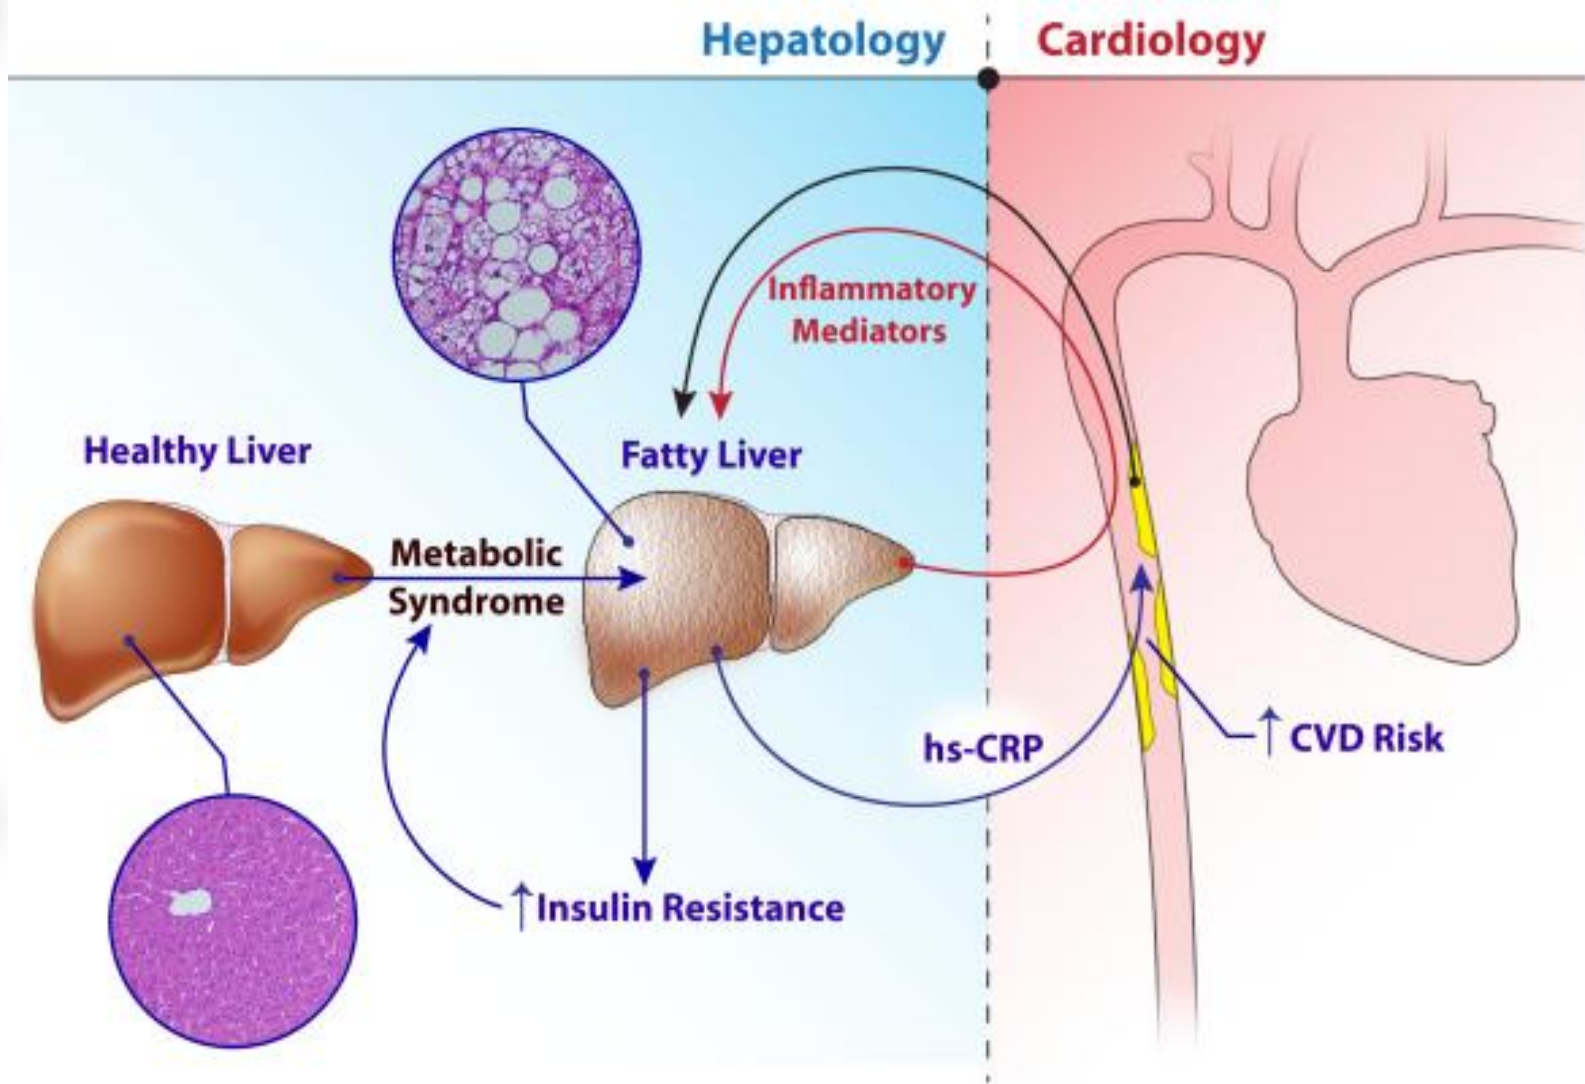 Hepatology
Cardiology
Inflammatory
Mediators
Healthy Liver
Fatty Liver
Metabolic
Syndrome
hs-CRP
↑ CVD Risk
↑Insulin Resistance